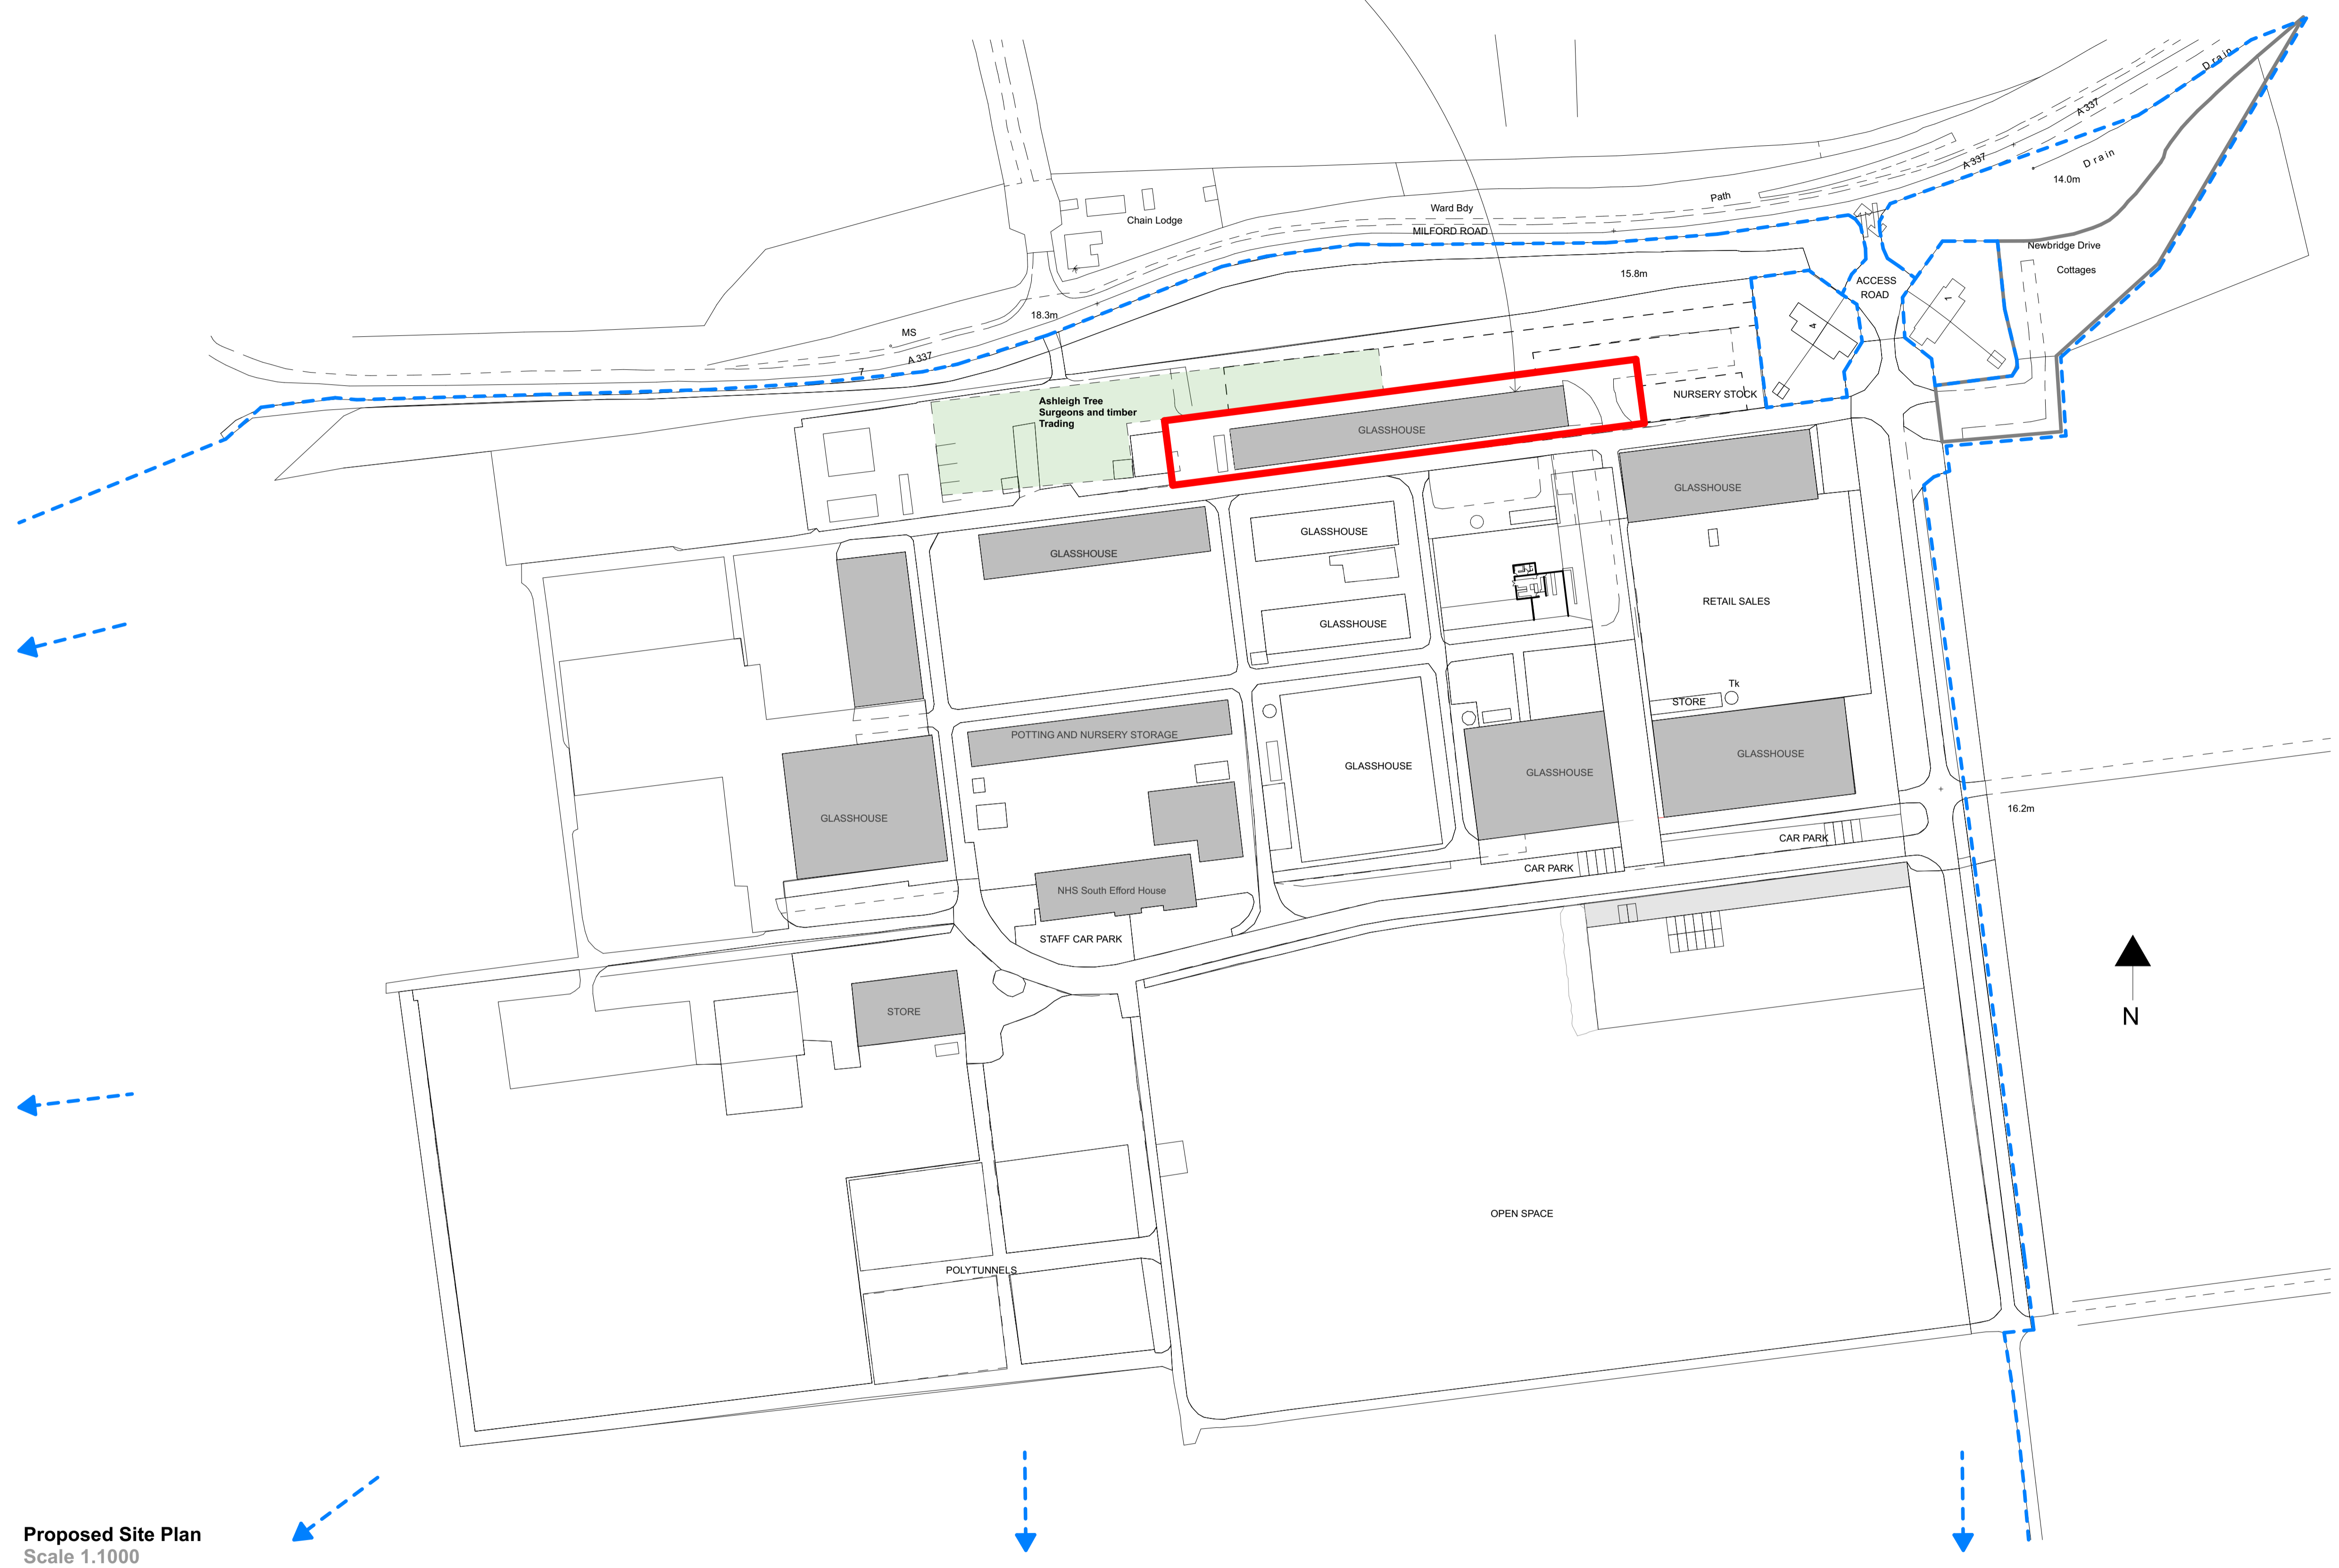 Drain
A 337
Drain
A 337
14.0m
Path
Ward Bdy
Chain Lodge
MILFORD ROAD
Newbridge Drive
Cottages
15.8m
ACCESS
ROAD
1
18.3m
4
MS
A 337
7
NURSERY STOCK
Ashleigh Tree
Surgeons and timber
Trading
GLASSHOUSE
GLASSHOUSE
GLASSHOUSE
GLASSHOUSE
RETAIL SALES
GLASSHOUSE
Tk
STORE
POTTING AND NURSERY STORAGE
GLASSHOUSE
GLASSHOUSE
GLASSHOUSE
16.2m
GLASSHOUSE
CAR PARK
CAR PARK
NHS South Efford House
STAFF CAR PARK
STORE
N
OPEN SPACE
POLYTUNNELS
Proposed Site Plan
Scale 1.1000